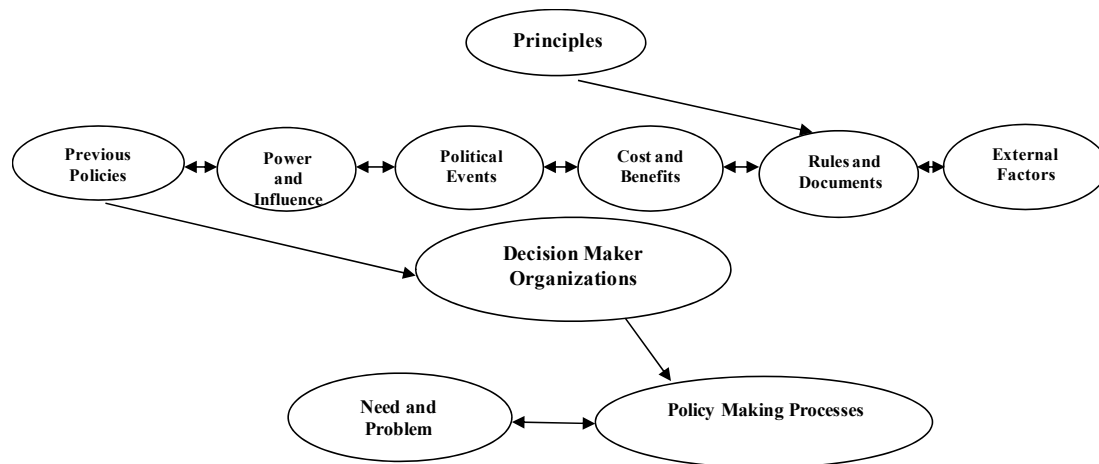 Principles
Previous
Policies
Power
and
Influence
Political
Events
Cost and
Benefits
Rules and
Documents
External
Factors
Decision Maker
Organizations
Need and
Problem
Policy Making Processes